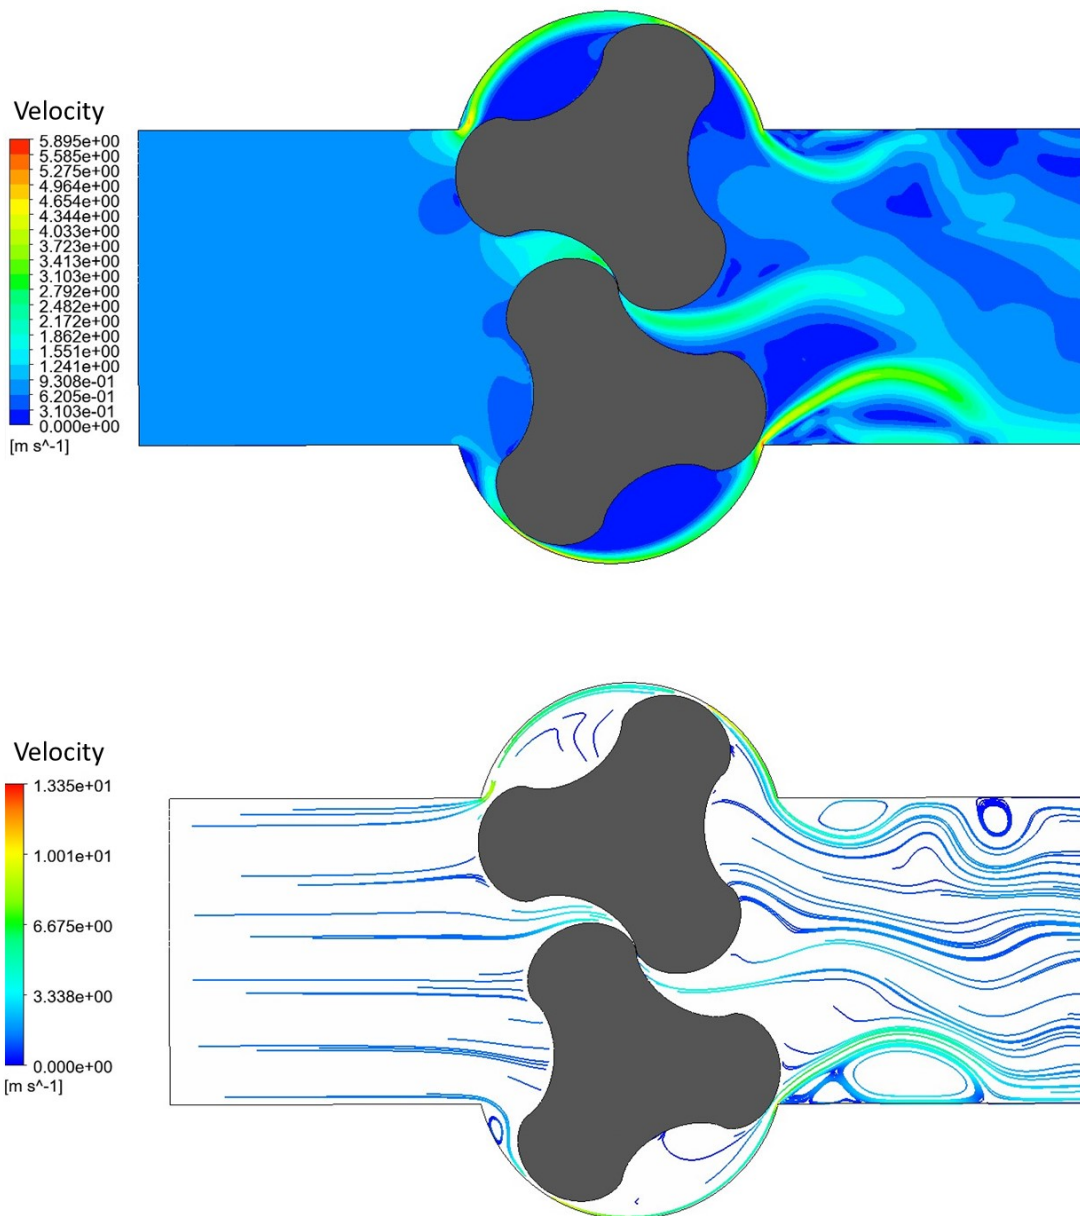 Velocity
5.895e+00
5.585e+00
5.275e+00
4.964e+00
4.654e+00
4.344e+00
4.033e+00
3.723e+00
3.413e+00
3.103e+00
2.792e+00
2.482e+00
2.172e+00
1.862e+00
1.551e+00
1.241e+00
9.308e-01
6.205e-01
3.103e-01
0.000e+00
[m s^-1]
Velocity
1.335e+01
1.001e+01
6.675e+00
3.338e+00
0.000e+00
[m s^-1]